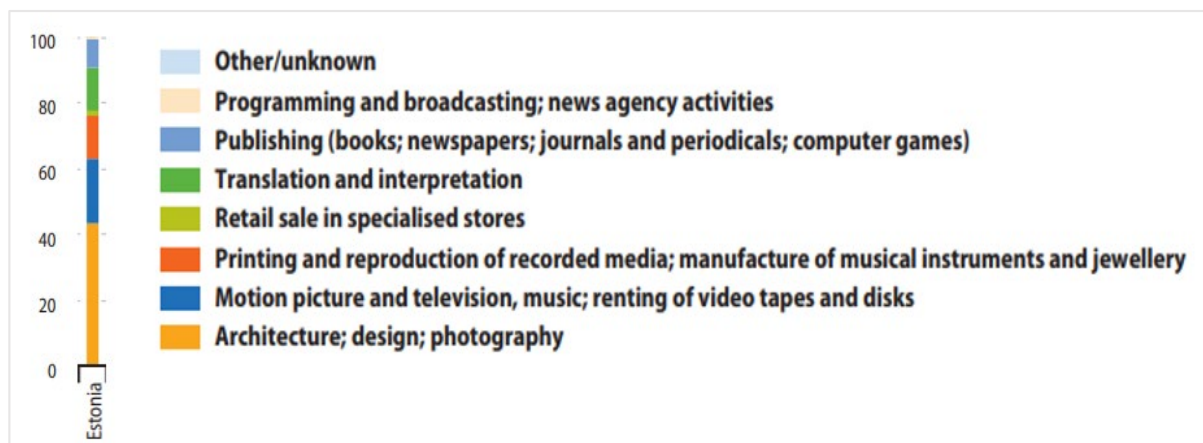 100
80
60
40
20
0
Estonia
Other/unknown
Programming and broadcasting; news agency activities
Publishing (books; newspapers; journals and periodicals; computer games)
Translation and interpretation
Retail sale in specialised stores
Printing and reproduction of recorded media; manufacture of musical instruments and jewellery
Motion picture and television, music; renting of video tapes and disks
Architecture; design; photography